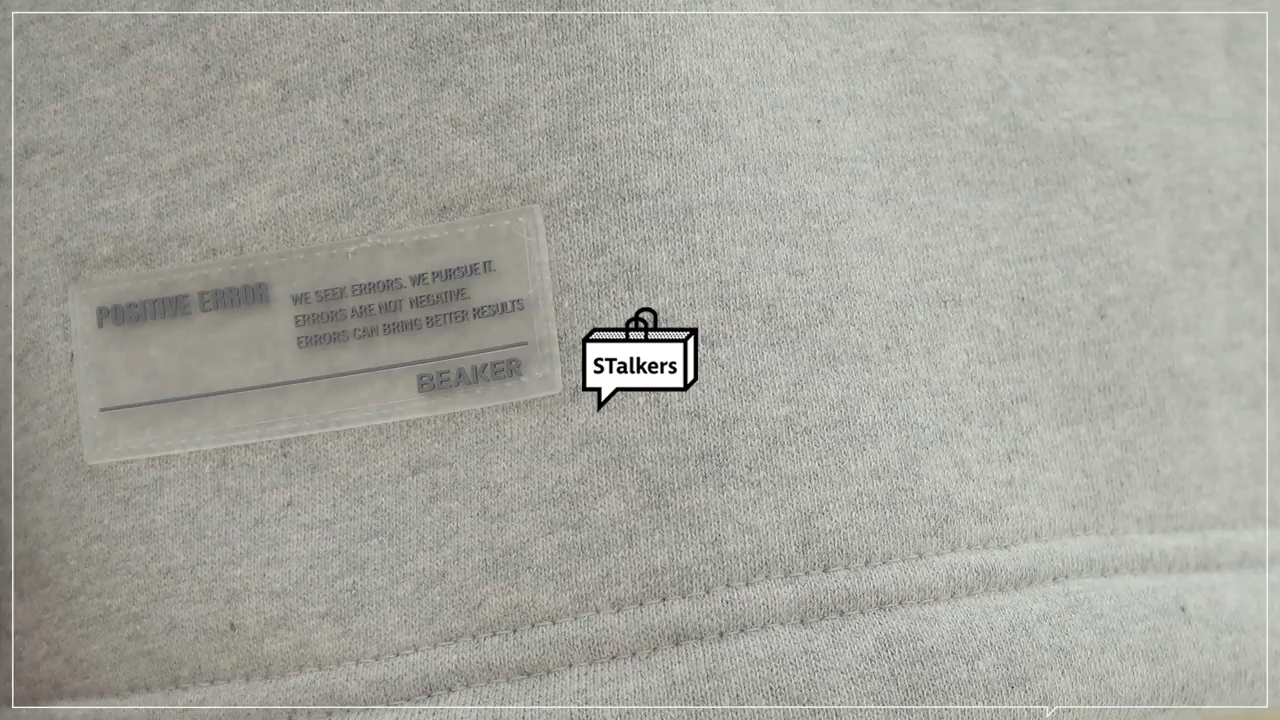 POSITIVE ERROR
WE SEEK ERRORS. WE PURSUE IT.
ERRORS ARE NOT NEGATIVE.
ERRORS CAN BRING BETTER RESULTS
BEAKER
STalkers